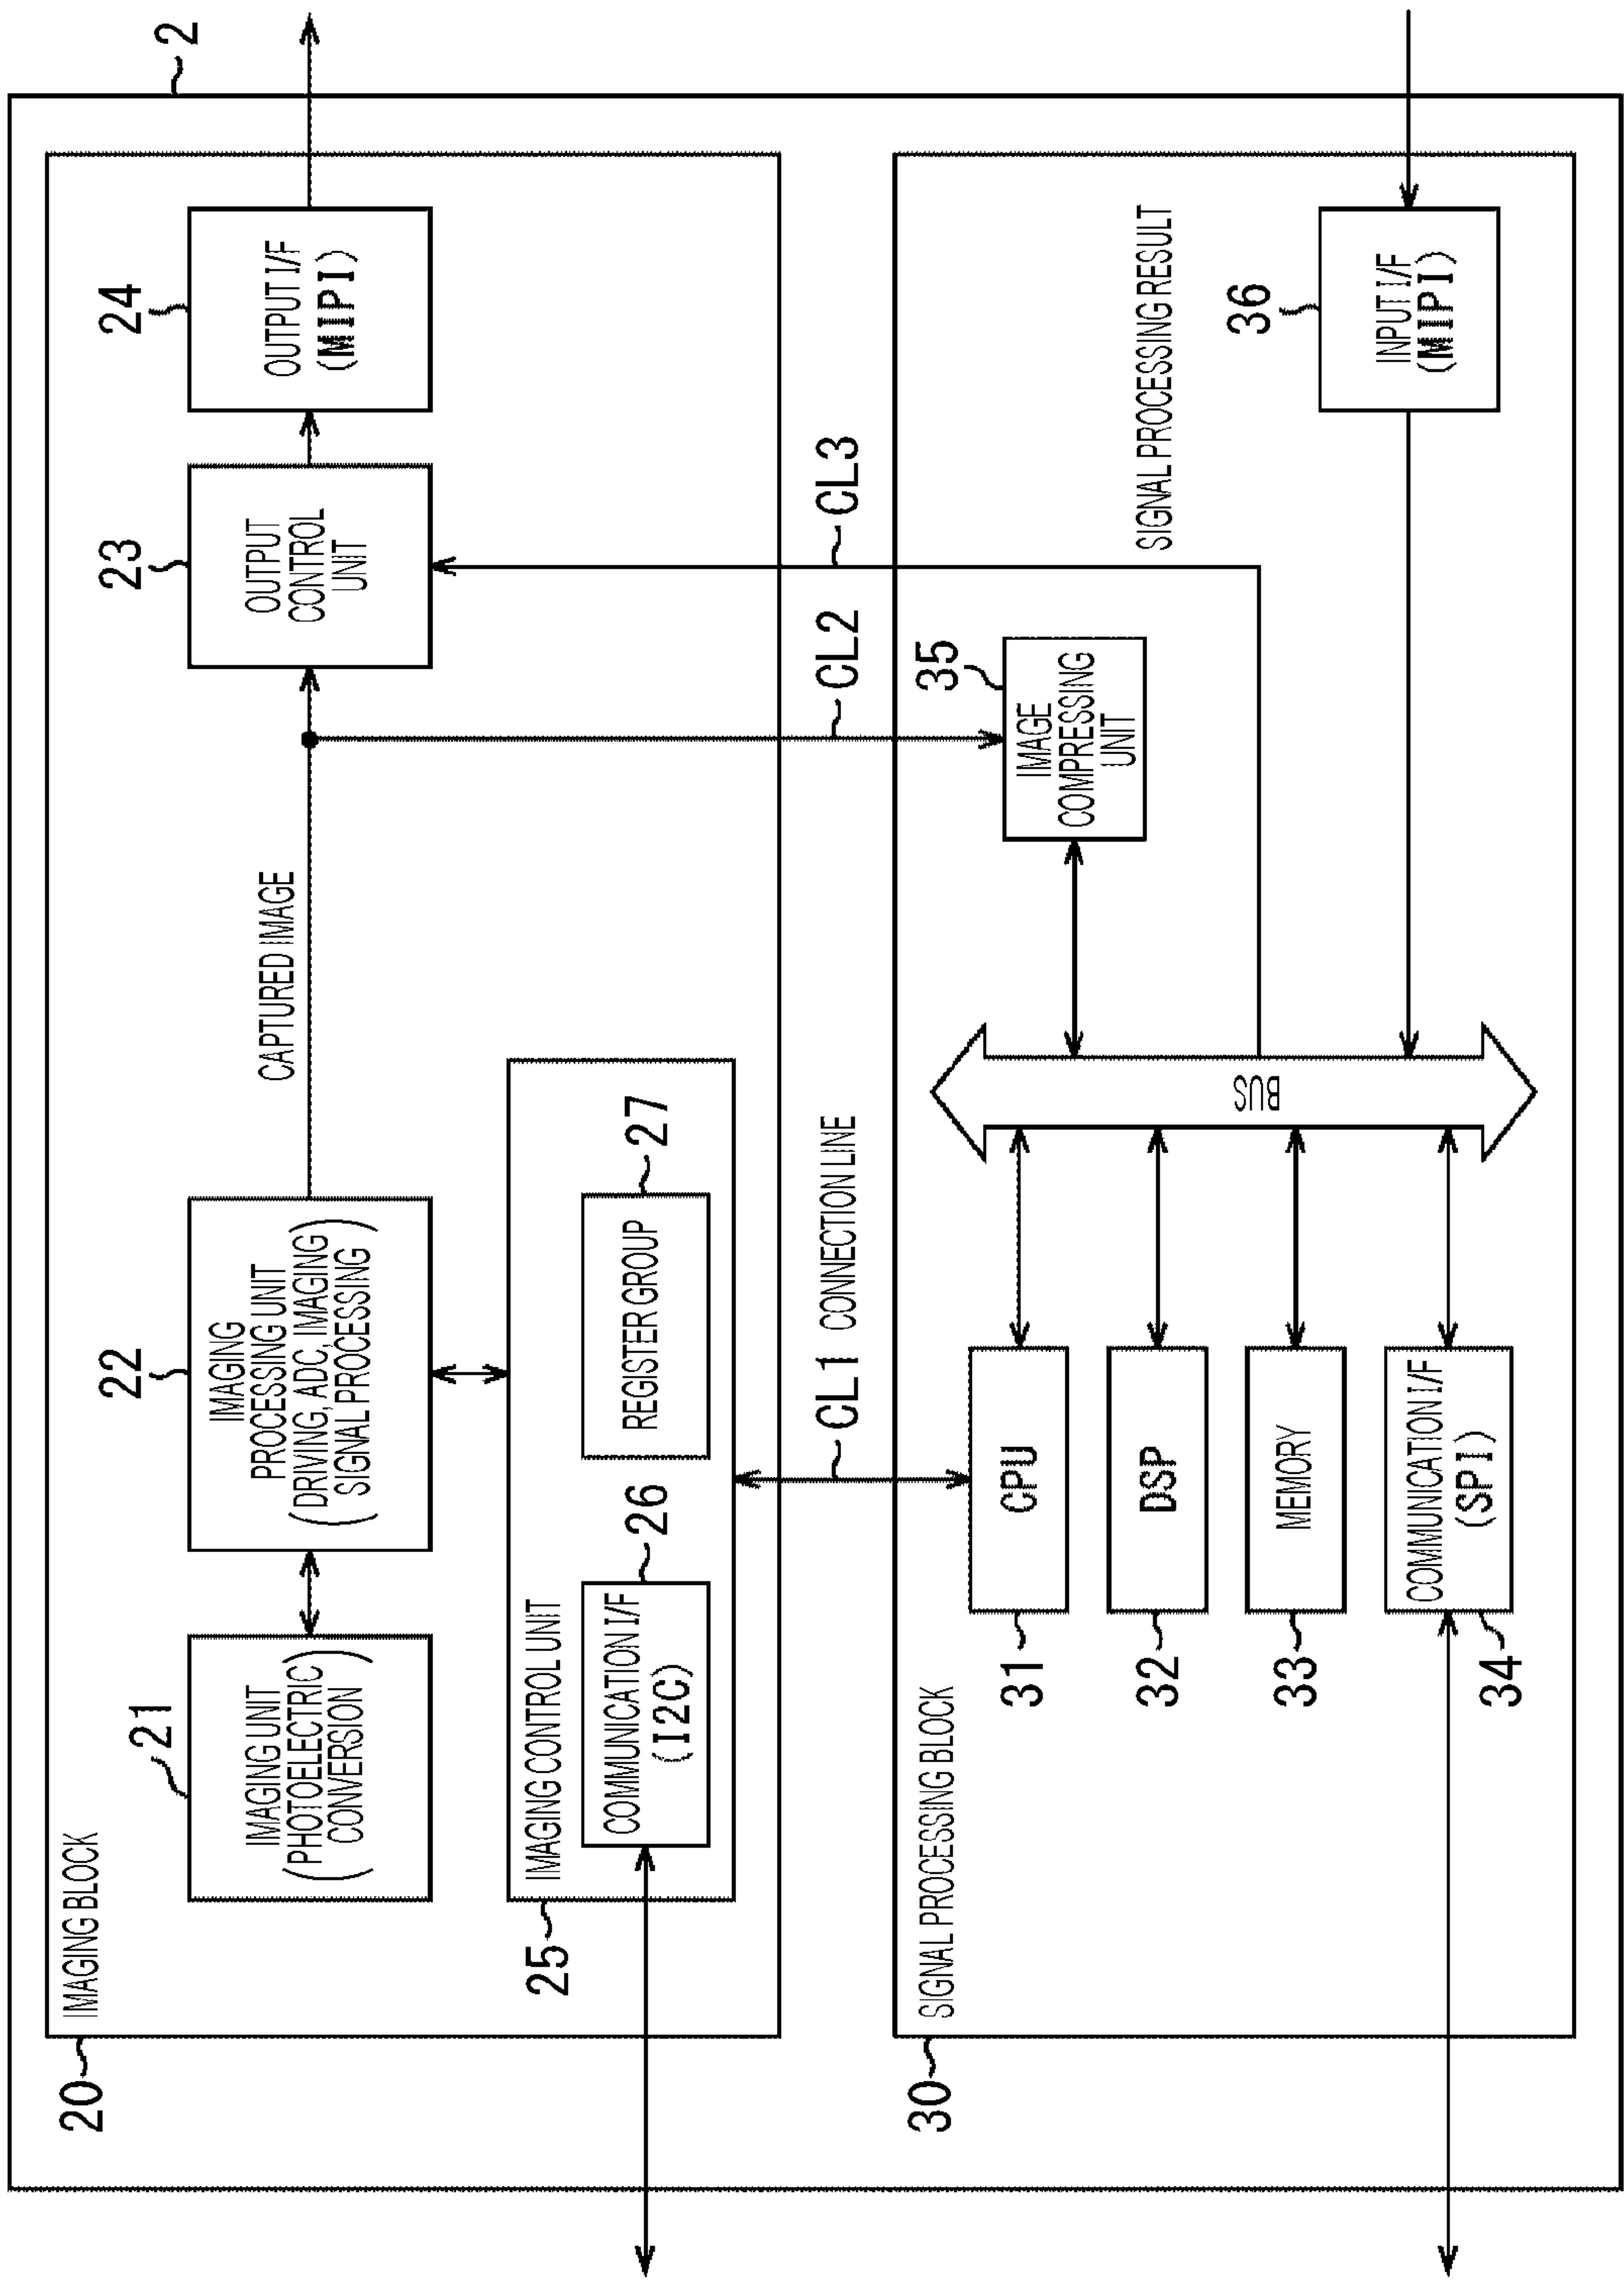 2
20
IMAGING BLOCK
21
IMAGING UNIT
(PHOTOELECTRIC
CONVERSION)
22
IMAGING
PROCESSING UNIT
(DRIVING, ADC, IMAGING
SIGNAL PROCESSING)
CAPTURED IMAGE
23
OUTPUT
CONTROL
UNIT
24
OUTPUT I/F
(MIPI)
25
IMAGING CONTROL UNIT
26
COMMUNICATION I/F
(I2C)
27
REGISTER GROUP
CL1 CONNECTION LINE
CL2
CL3
30
SIGNAL PROCESSING BLOCK
31
CPU
32
DSP
33
MEMORY
34
COMMUNICATION I/F
(SPI)
BUS
35
IMAGE
COMPRESSING
UNIT
SIGNAL PROCESSING RESULT
36
INPUT I/F
(MIPI)